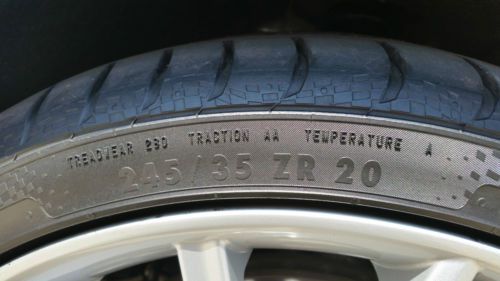 TREADWEAR 280 TRACTION AA TEMPERATURE A
245/35 ZR 20